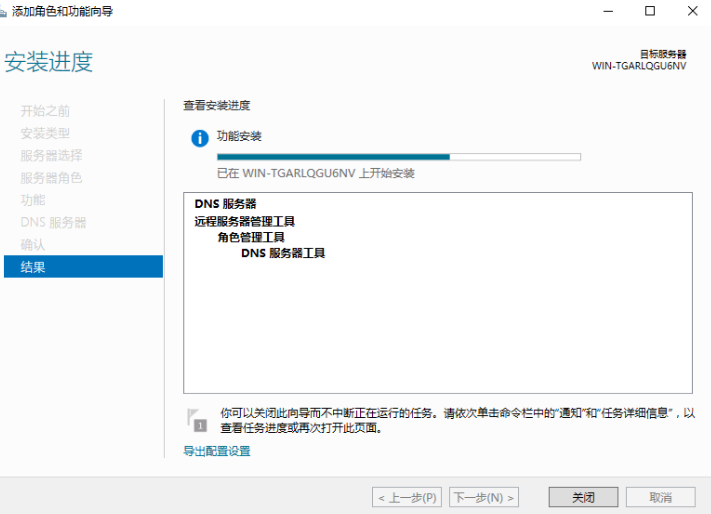 添加角色和功能向导
安装进度
目标服务器
WIN-TGARLQGU6NV
开始之前
安装类型
服务器选择
服务器角色
功能
DNS 服务器
确认
结果
查看安装进度
功能安装
已在 WIN-TGARLQGU6NV 上开始安装
DNS 服务器
远程服务器管理工具
角色管理工具
DNS 服务器工具
1
你可以关闭此向导而不中断正在运行的任务。请依次单击命令栏中的“通知”和“任务详细信息”，以
查看任务进度或再次打开此页面。
导出配置设置
< 上一步(P)
下一步(N) >
关闭
取消